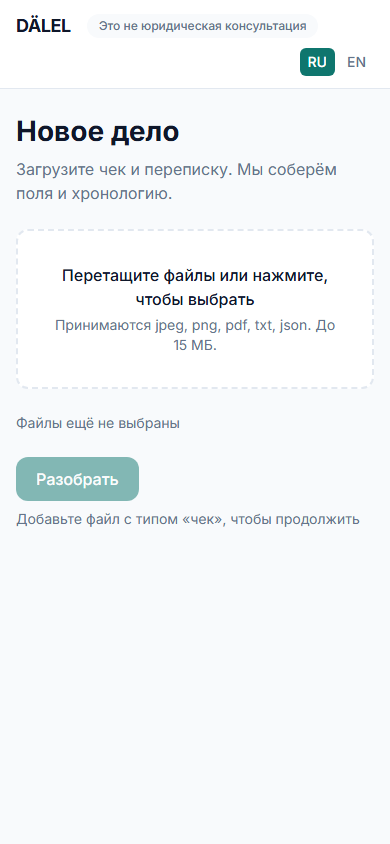 DÄLEL
Это не юридическая консультация
RU
EN
Новое дело
Загрузите чек и переписку. Мы соберём
поля и хронологию.
Перетащите файлы или нажмите,
чтобы выбрать
Принимаются jpeg, png, pdf, txt, json. До
15 МБ.
Файлы ещё не выбраны
Разобрать
Добавьте файл с типом «чек», чтобы продолжить